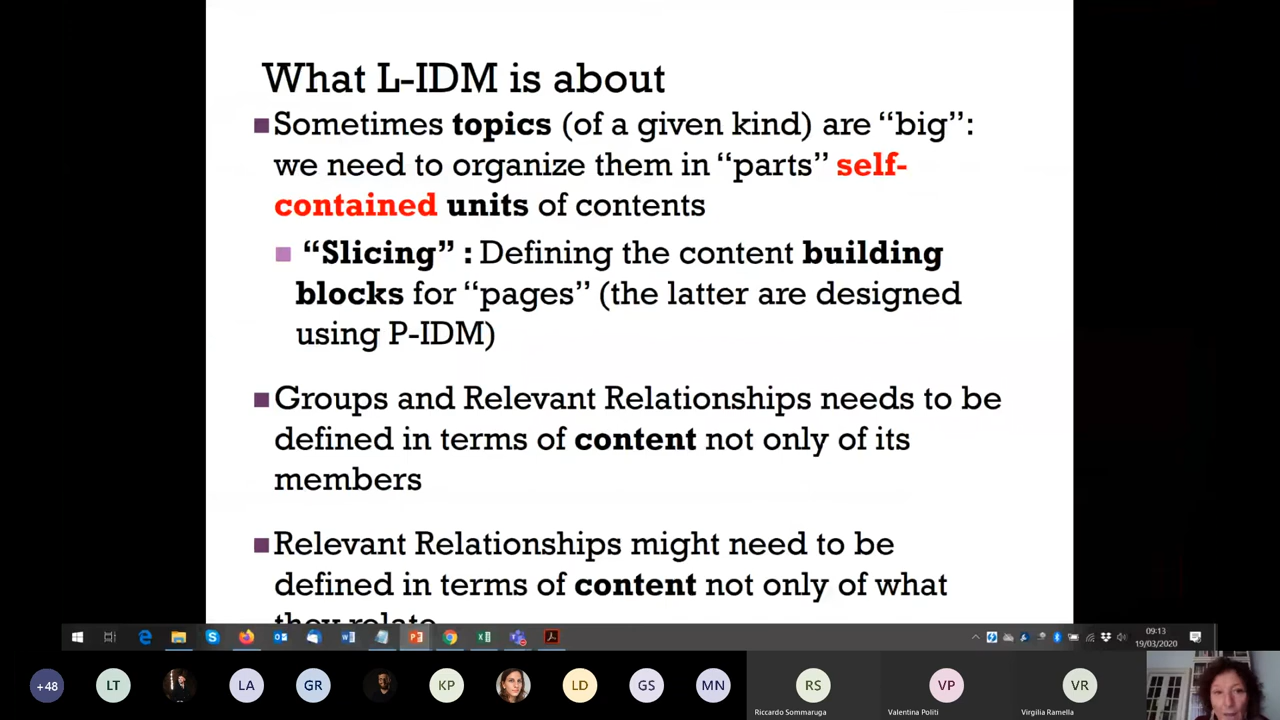 What L-IDM is about
Sometimes topics (of a given kind) are “big”:
we need to organize them in “parts” self-
contained units of contents
“Slicing” : Defining the content building
blocks for “pages” (the latter are designed
using P-IDM)
Groups and Relevant Relationships needs to be
defined in terms of content not only of its
members
Relevant Relationships might need to be
defined in terms of content not only of what
they relate
09:13
19/03/2020
+48
LT
LA
GR
KP
LD
GS
MN
RS
VP
VR
Riccardo Sommaruga
Valentina Politi
Virgilia Ramella